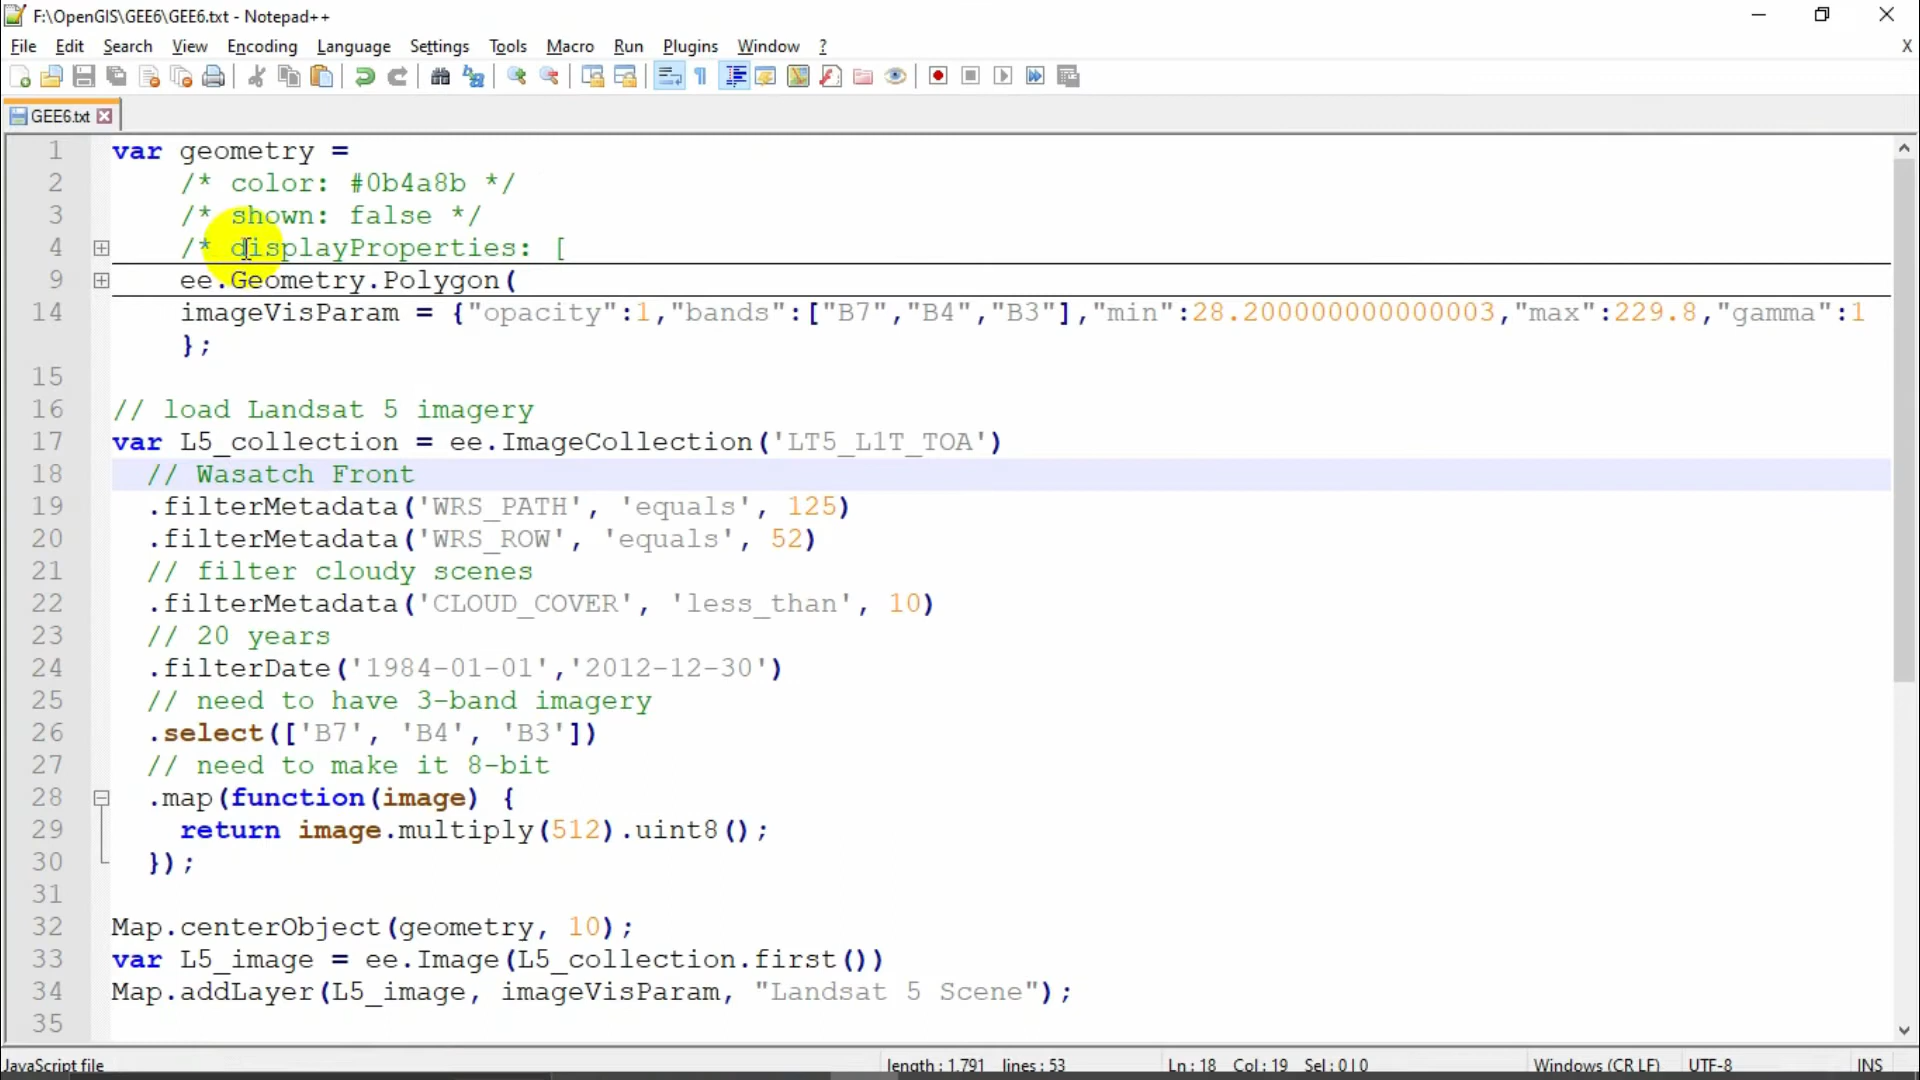 F:\OpenGIS\GEE6\GEE6.txt - Notepad++
File Edit Search View Encoding Language Settings Tools Macro Run Plugins Window ? X
GEE6.txt
1 var geometry =
2 /* color: #0b4a8b */
3 /* shown: false */
4 /* displayProperties: [
9 ee.Geometry.Polygon(
14 imageVisParam = {"opacity":1,"bands":["B7","B4","B3"],"min":28.200000000000003,"max":229.8,"gamma":1
};
15
16 // load Landsat 5 imagery
17 var L5_collection = ee.ImageCollection('LT5_L1T_TOA')
18 // Wasatch Front
19 .filterMetadata('WRS_PATH', 'equals', 125)
20 .filterMetadata('WRS_ROW', 'equals', 52)
21 // filter cloudy scenes
22 .filterMetadata('CLOUD_COVER', 'less_than', 10)
23 // 20 years
24 .filterDate('1984-01-01','2012-12-30')
25 // need to have 3-band imagery
26 .select(['B7', 'B4', 'B3'])
27 // need to make it 8-bit
28 .map(function(image) {
29 return image.multiply(512).uint8();
30 });
31
32 Map.centerObject(geometry, 10);
33 var L5_image = ee.Image(L5_collection.first())
34 Map.addLayer(L5_image, imageVisParam, "Landsat 5 Scene");
35
JavaScript file length : 1,791 lines : 53 Ln : 18 Col : 19 Sel : 0 | 0 Windows (CR LF) UTF-8 INS